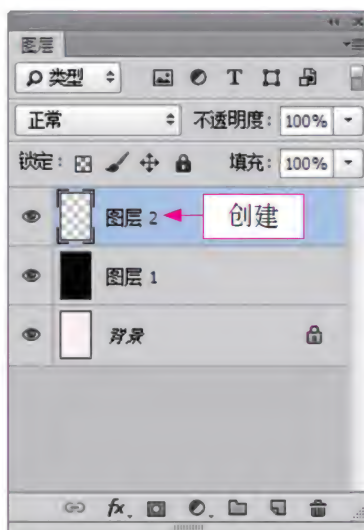 图层
类型 T
正常 不透明度: 100%
锁定: 填充: 100%
图层 2 创建
图层 1
背景
fx.